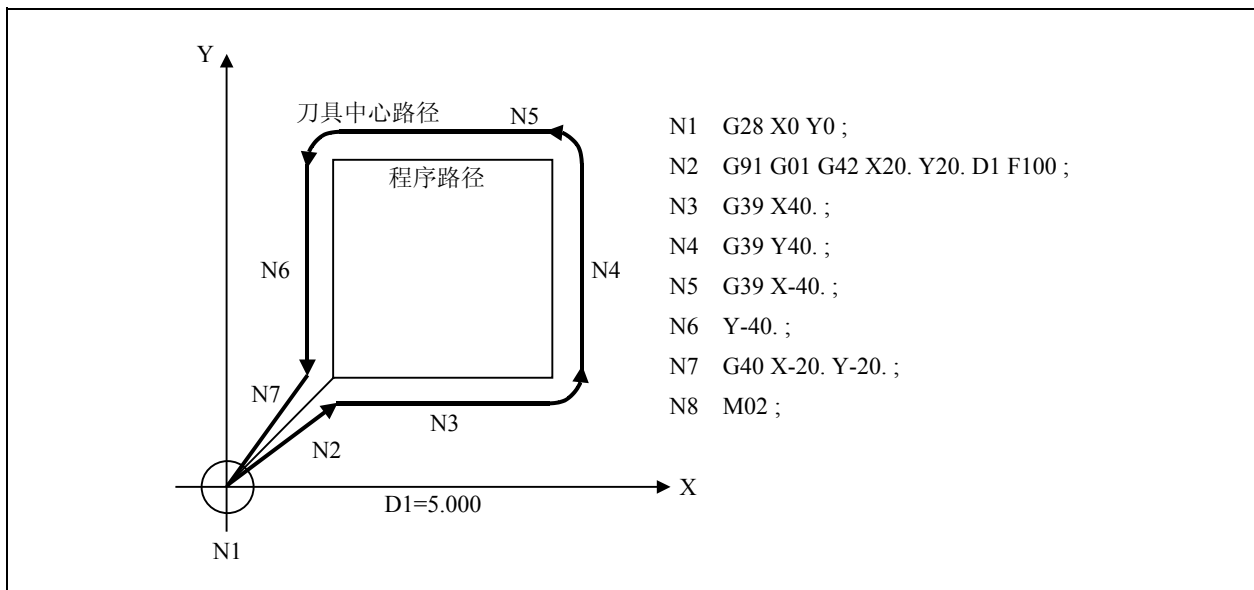 Y
刀具中心路径
N5
程序路径
N6
N4
N7
N3
N2
X
D1=5.000
N1
N1 G28 X0 Y0 ;
N2 G91 G01 G42 X20. Y20. D1 F100 ;
N3 G39 X40. ;
N4 G39 Y40. ;
N5 G39 X-40. ;
N6 Y-40. ;
N7 G40 X-20. Y-20. ;
N8 M02 ;